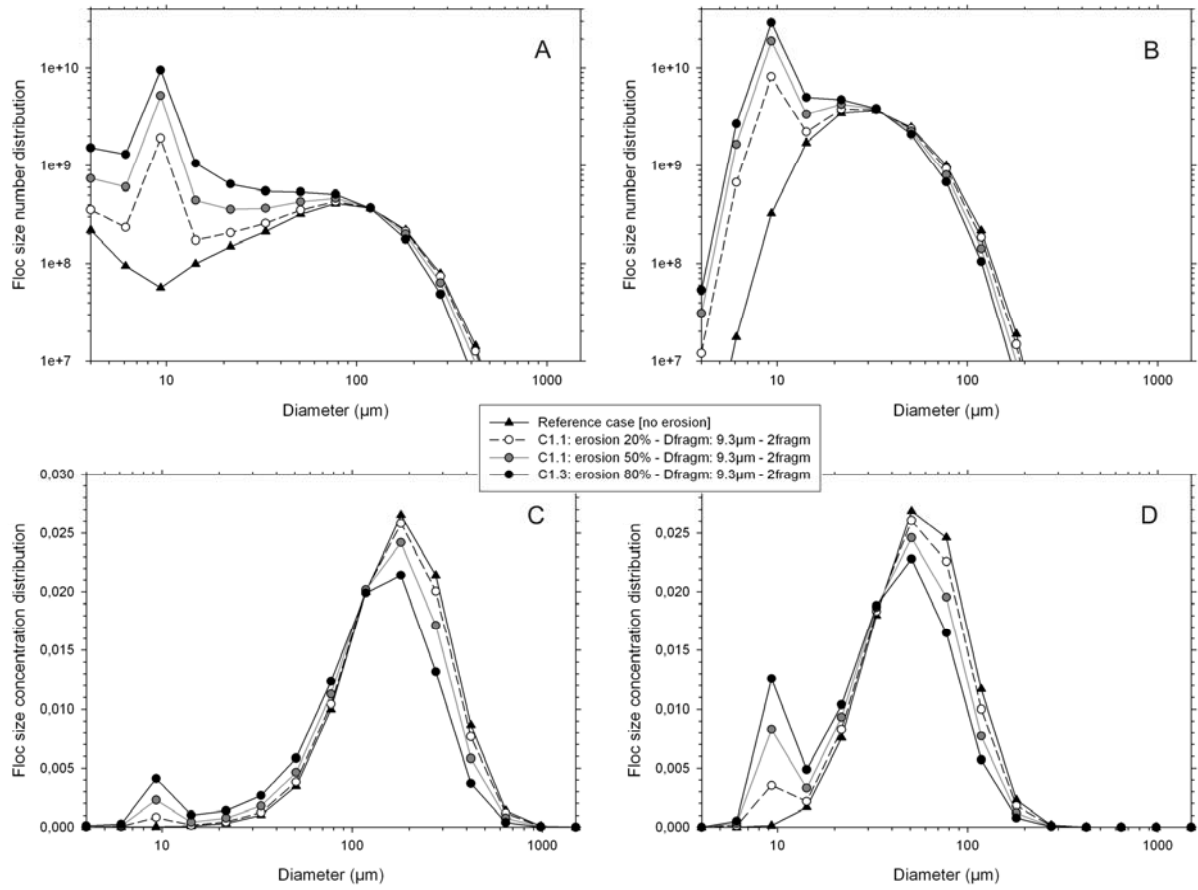 A
Floc size number distribution
1e+10
1e+9
1e+8
1e+7
10
100
1000
Diameter (µm)
B
Floc size number distribution
1e+10
1e+9
1e+8
1e+7
10
100
1000
Diameter (µm)
Reference case [no erosion]
C1.1: erosion 20% - Dfragm: 9.3µm - 2fragm
C1.1: erosion 50% - Dfragm: 9.3µm - 2fragm
C1.3: erosion 80% - Dfragm: 9.3µm - 2fragm
C
Floc size concentration distribution
0,030
0,025
0,020
0,015
0,010
0,005
0,000
10
100
1000
Diameter (µm)
D
Floc size concentration distribution
0,030
0,025
0,020
0,015
0,010
0,005
0,000
10
100
1000
Diameter (µm)